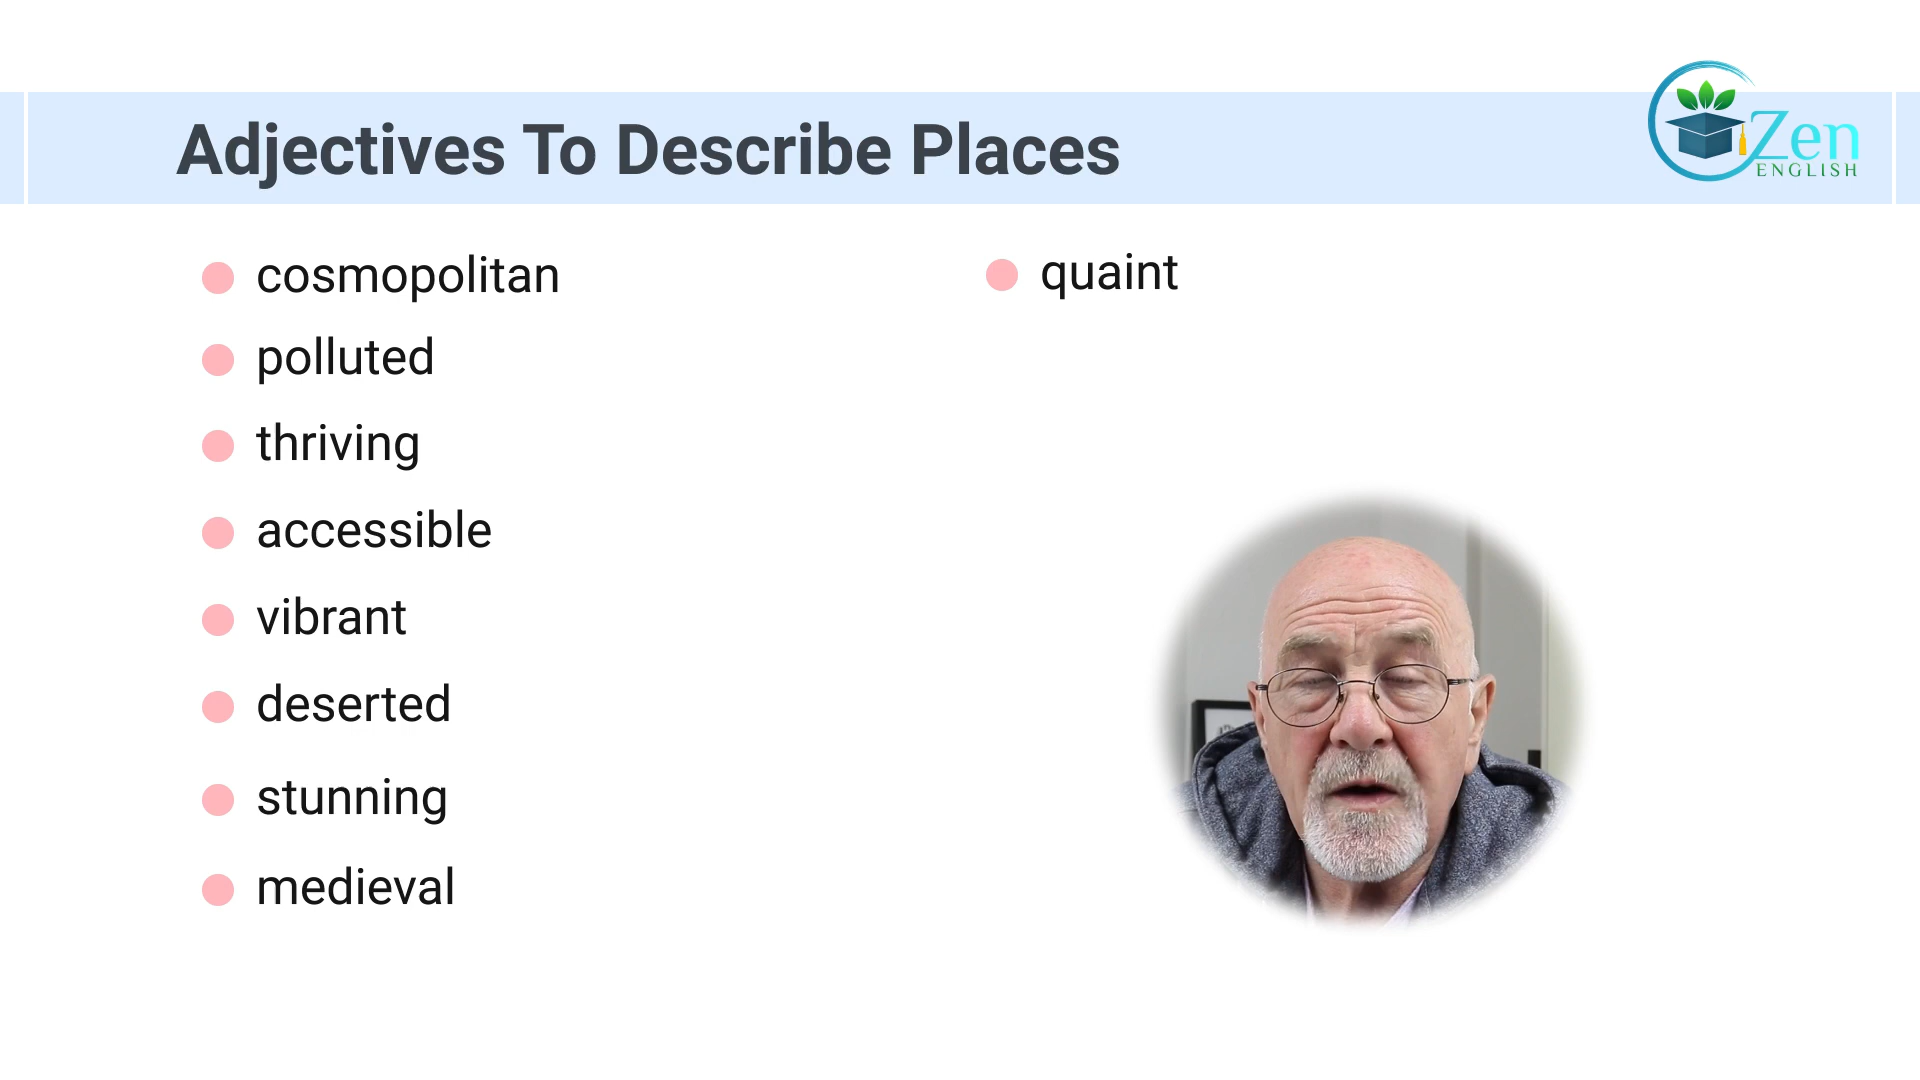 Adjectives To Describe Places
Zen
ENGLISH
cosmopolitan
polluted
thriving
accessible
vibrant
deserted
stunning
medieval
quaint